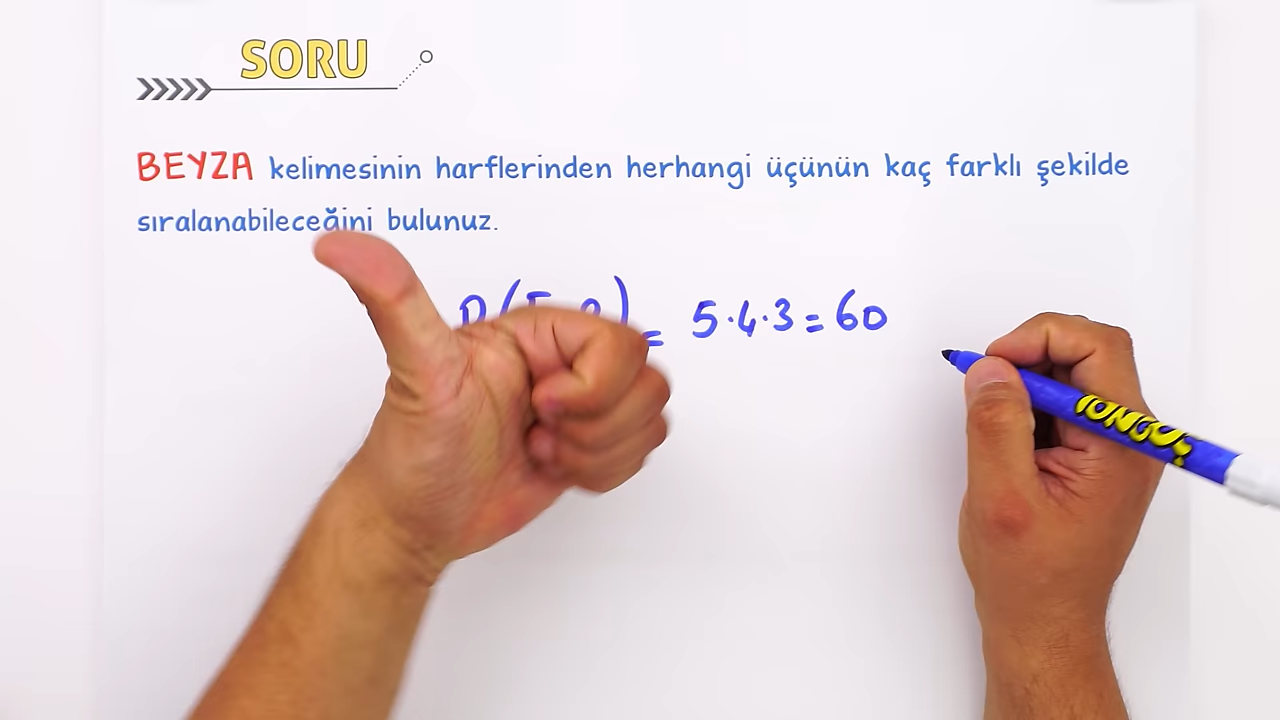 SORU
BEYZA kelimesinin harflerinden herhangi üçünün kaç farklı şekilde
sıralanabileceğini bulunuz.
= 5·4·3 = 60